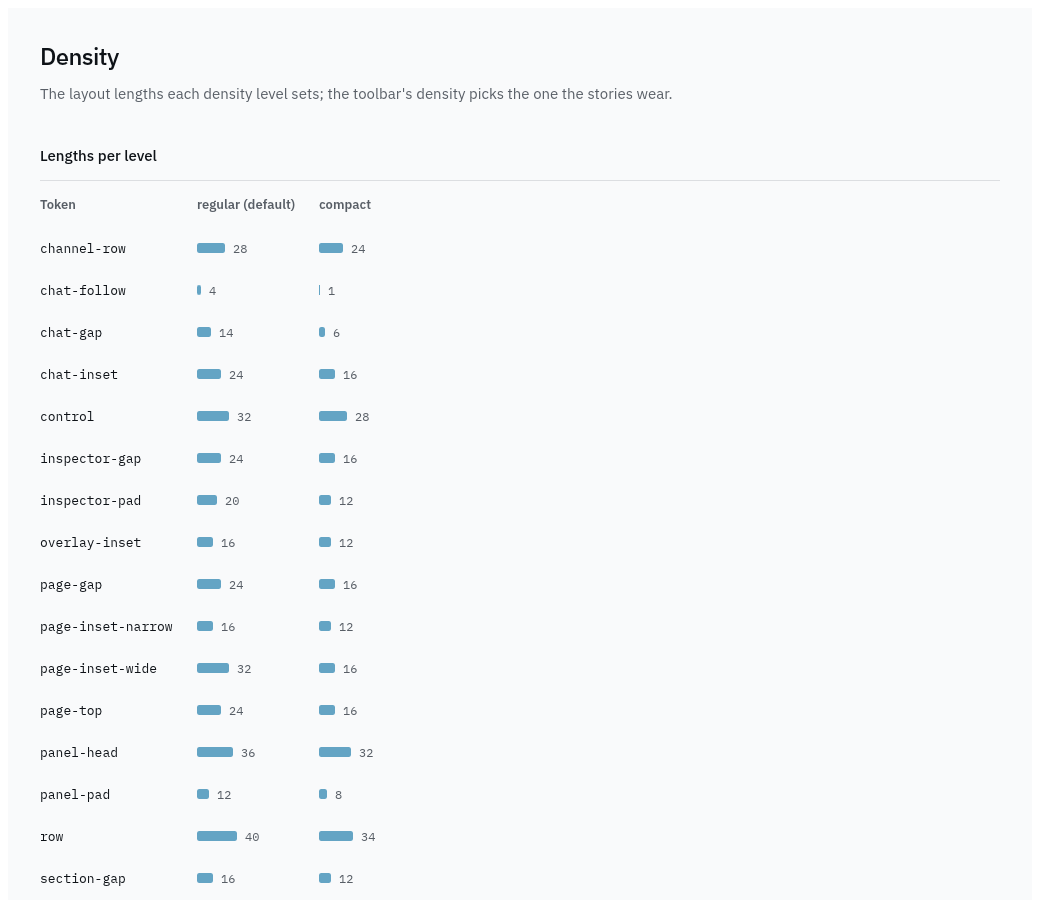 Density
The layout lengths each density level sets; the toolbar's density picks the one the stories wear.
Lengths per level
Token regular (default) compact
channel-row 28 24
chat-follow 4 1
chat-gap 14 6
chat-inset 24 16
control 32 28
inspector-gap 24 16
inspector-pad 20 12
overlay-inset 16 12
page-gap 24 16
page-inset-narrow 16 12
page-inset-wide 32 16
page-top 24 16
panel-head 36 32
panel-pad 12 8
row 40 34
section-gap 16 12